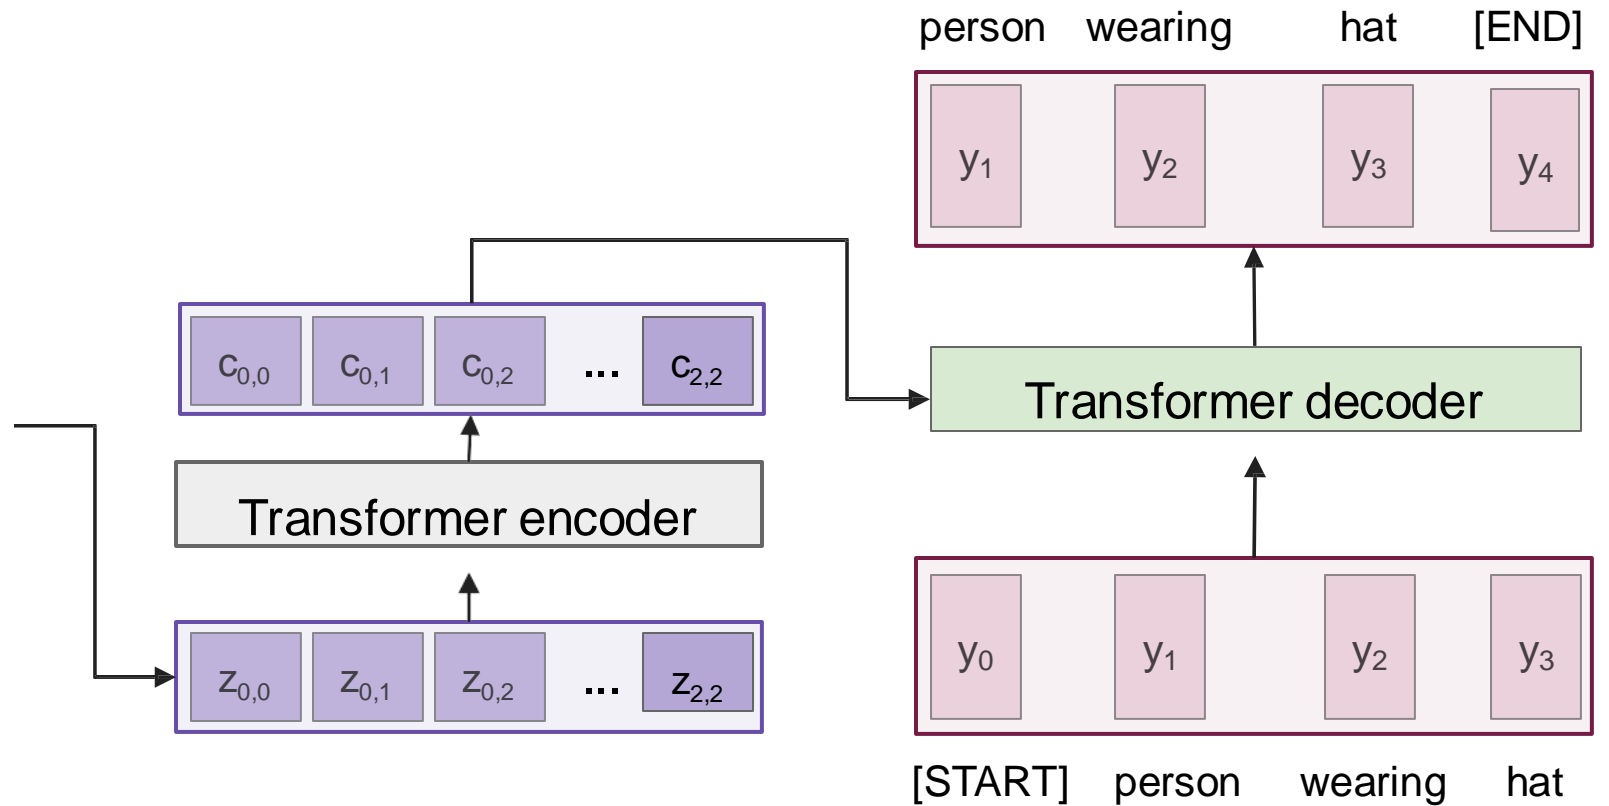 person wearing hat [END]
y1 y2 y3 y4
c0,0 c0,1 c0,2 ... c2,2
Transformer decoder
Transformer encoder
z0,0 z0,1 z0,2 ... z2,2
y0 y1 y2 y3
[START] person wearing hat